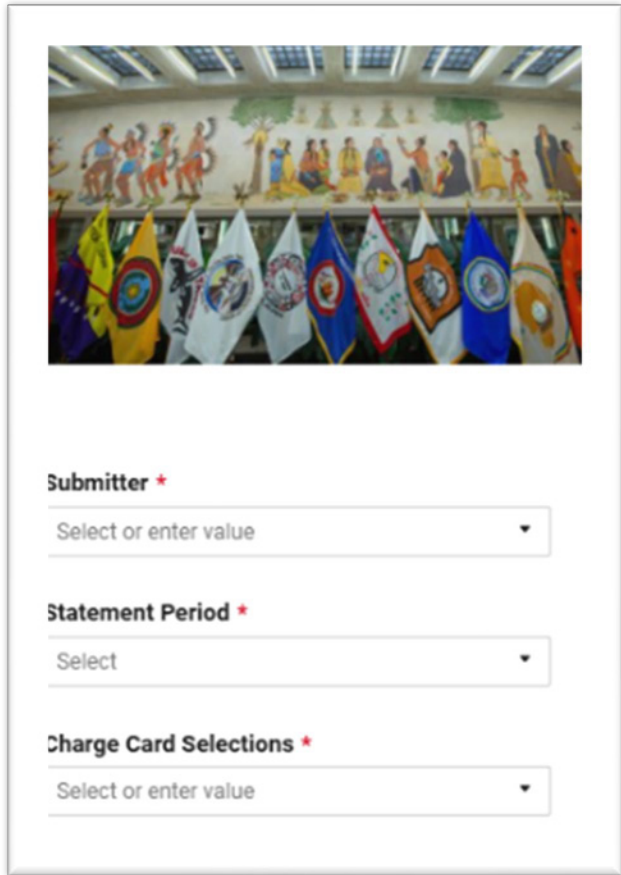 Submitter *
Select or enter value
Statement Period *
Select
Charge Card Selections *
Select or enter value